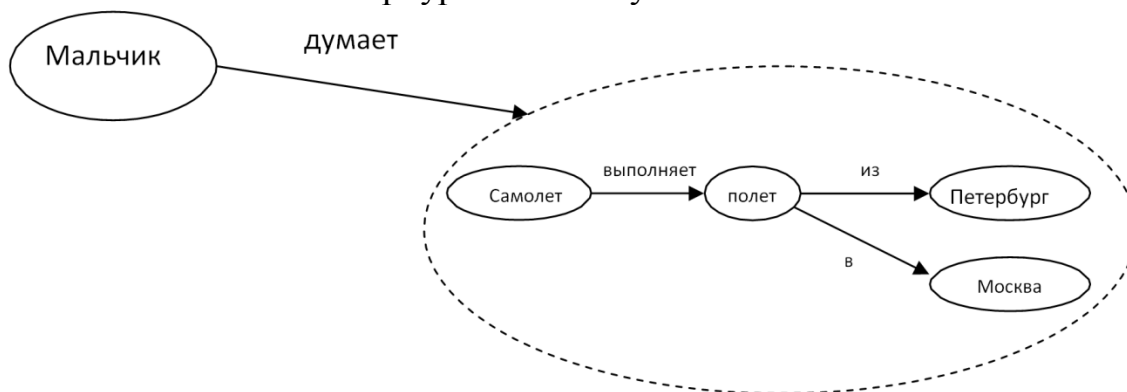 Мальчик
думает
Самолет
выполняет
полет
из
Петербург
в
Москва